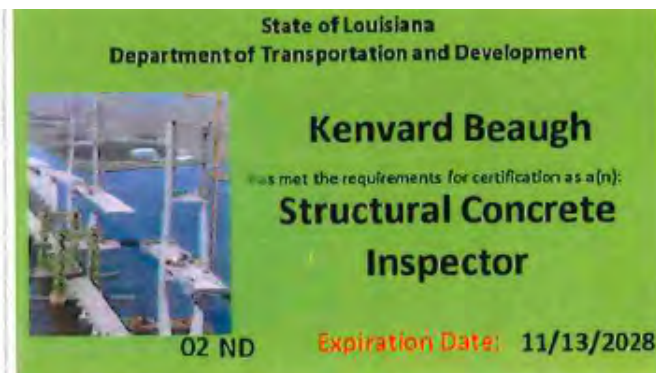 State of Louisiana
Department of Transportation and Development
Kenvard Beaugh
has met the requirements for certification as a(n):
Structural Concrete
Inspector
02 ND
Expiration Date: 11/13/2028